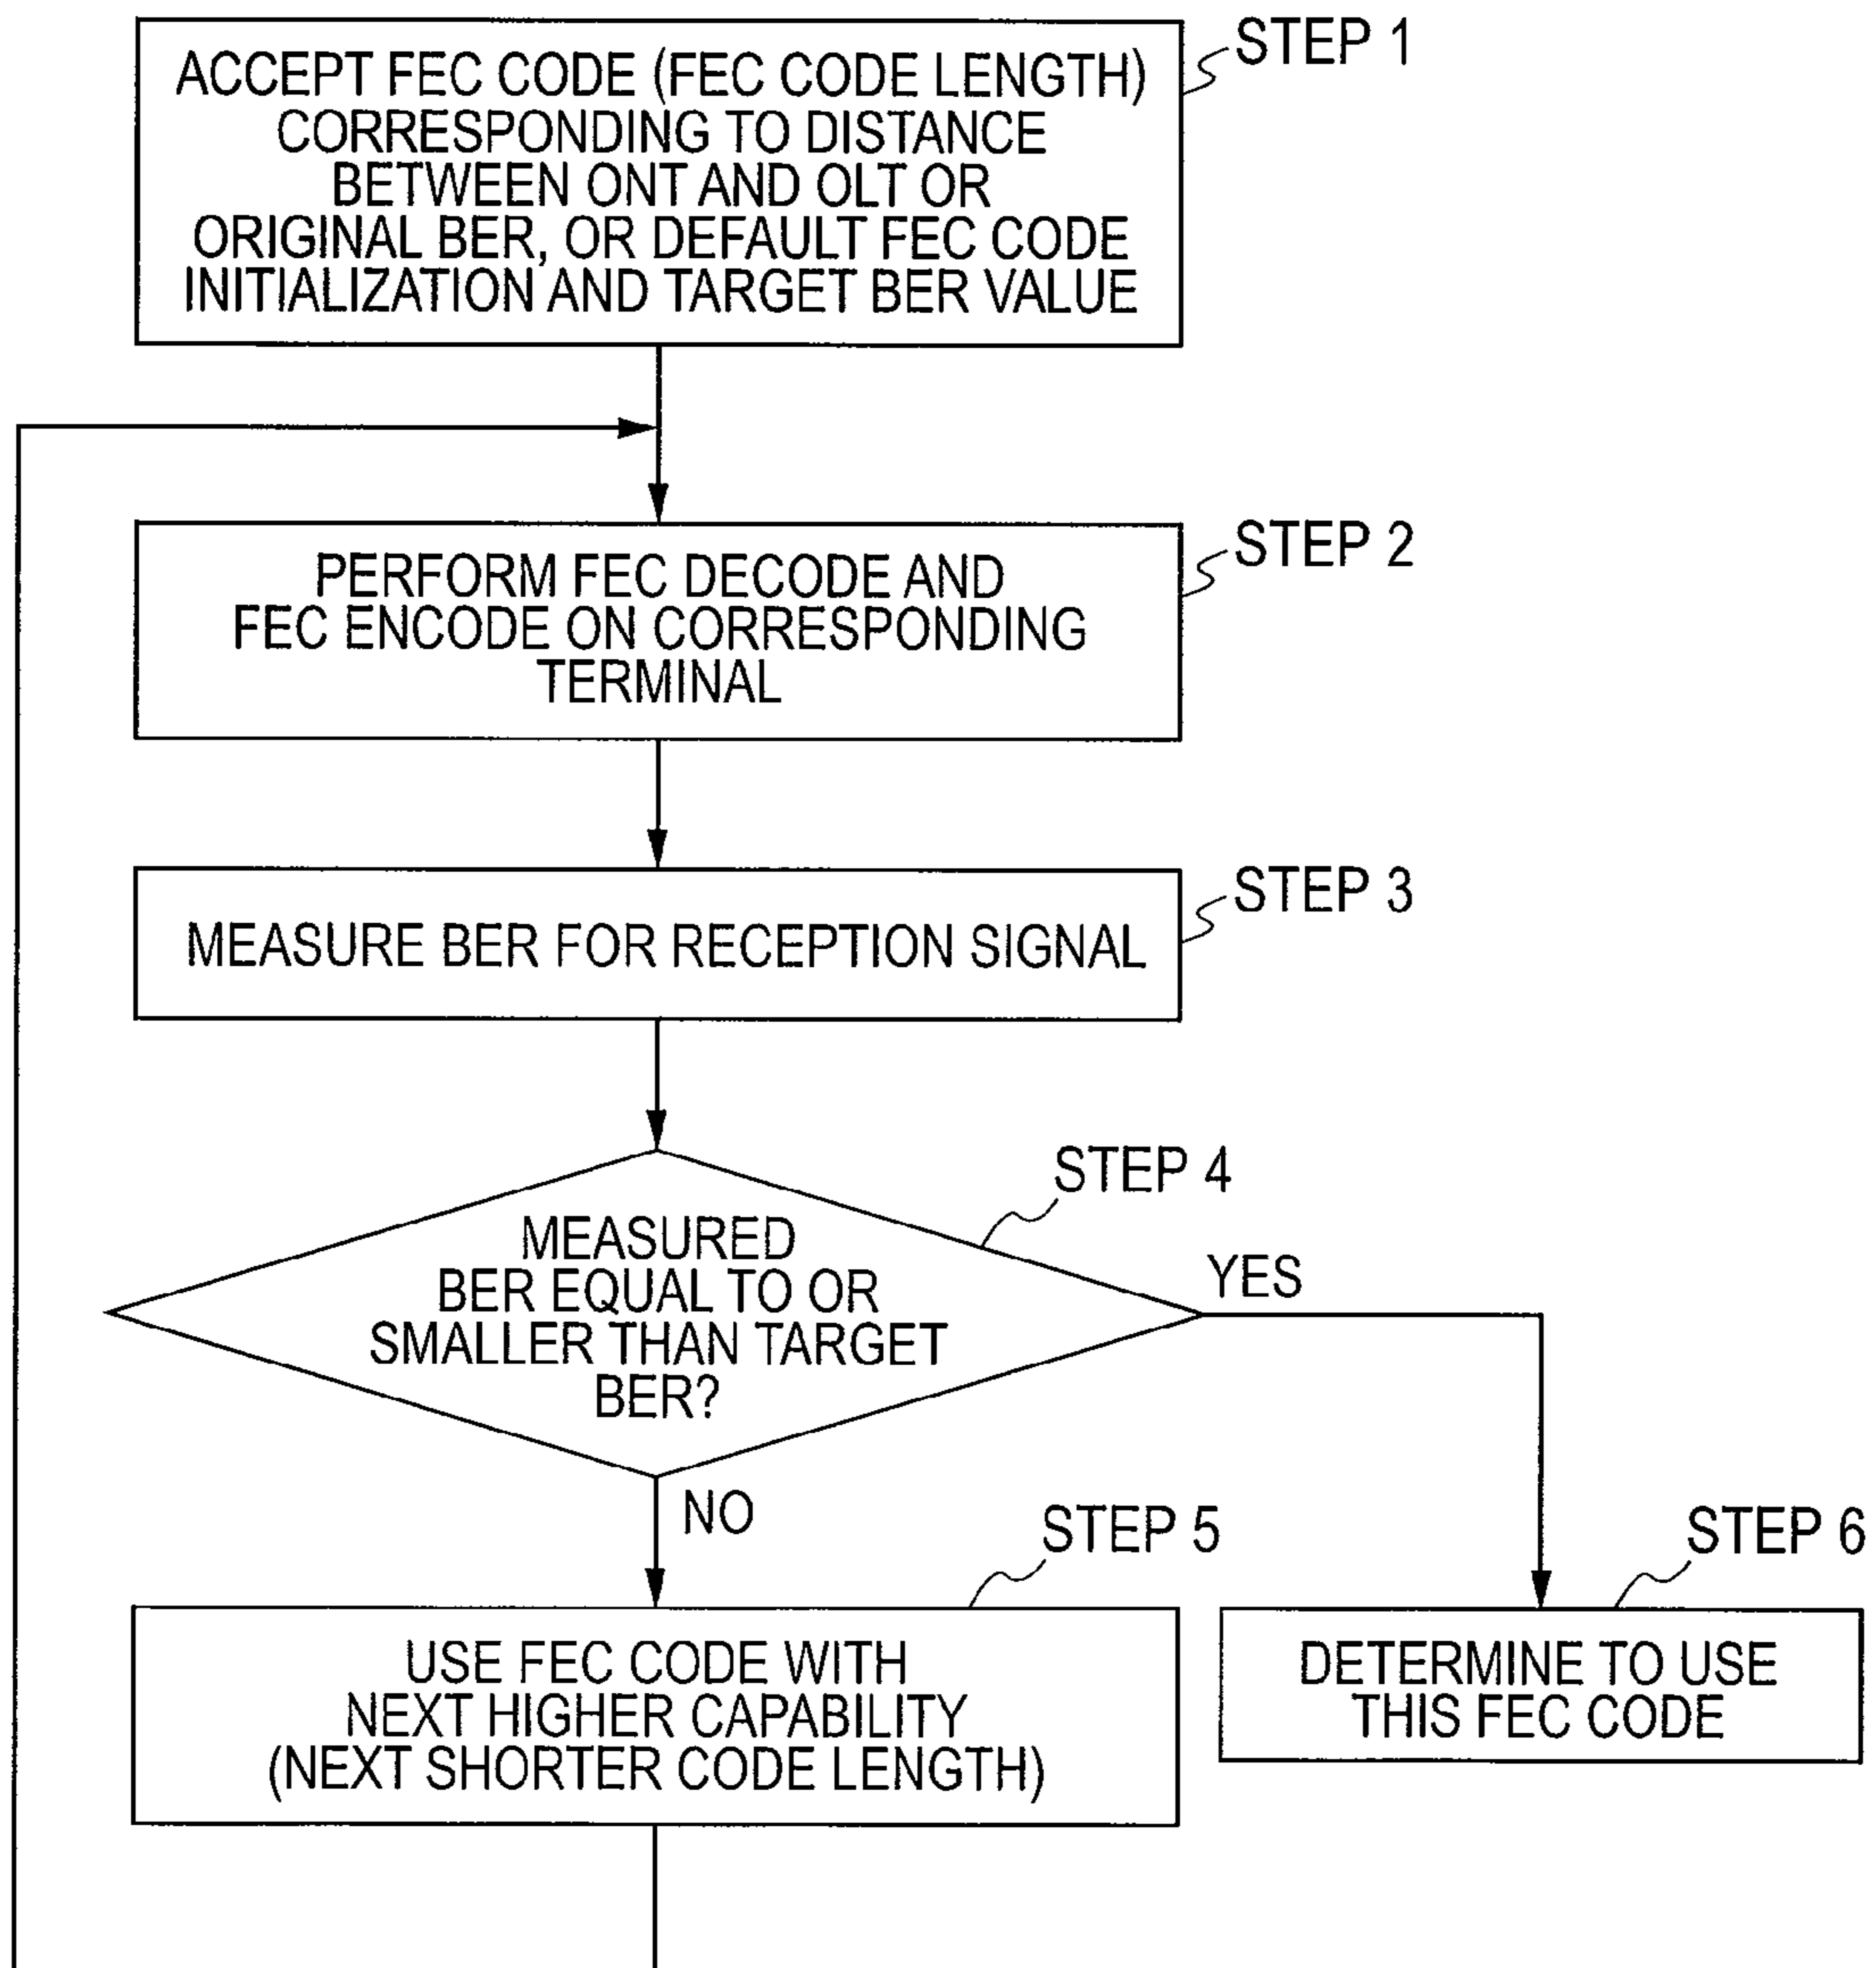 STEP 1
ACCEPT FEC CODE (FEC CODE LENGTH)
CORRESPONDING TO DISTANCE
BETWEEN ONT AND OLT OR
ORIGINAL BER, OR DEFAULT FEC CODE
INITIALIZATION AND TARGET BER VALUE
STEP 2
PERFORM FEC DECODE AND
FEC ENCODE ON CORRESPONDING
TERMINAL
STEP 3
MEASURE BER FOR RECEPTION SIGNAL
STEP 4
MEASURED
BER EQUAL TO OR
SMALLER THAN TARGET
BER?
YES
NO
STEP 5
USE FEC CODE WITH
NEXT HIGHER CAPABILITY
(NEXT SHORTER CODE LENGTH)
STEP 6
DETERMINE TO USE
THIS FEC CODE